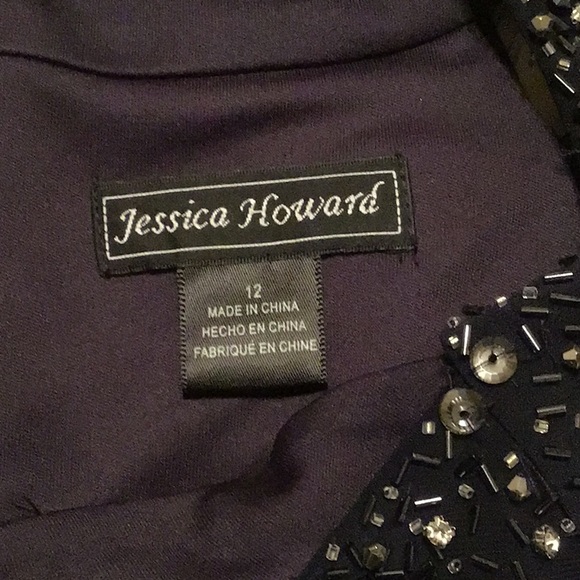 Jessica Howard
12
MADE IN CHINA
HECHO EN CHINA
FABRIQUÉ EN CHINE